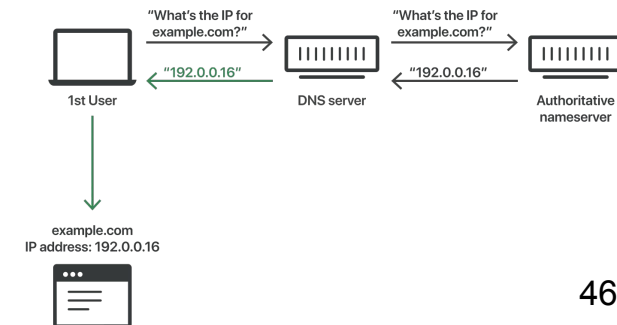 “What’s the IP for
example.com?”
“What’s the IP for
example.com?”
“192.0.0.16”
“192.0.0.16”
1st User
DNS server
Authoritative
nameserver
example.com
IP address: 192.0.0.16
46